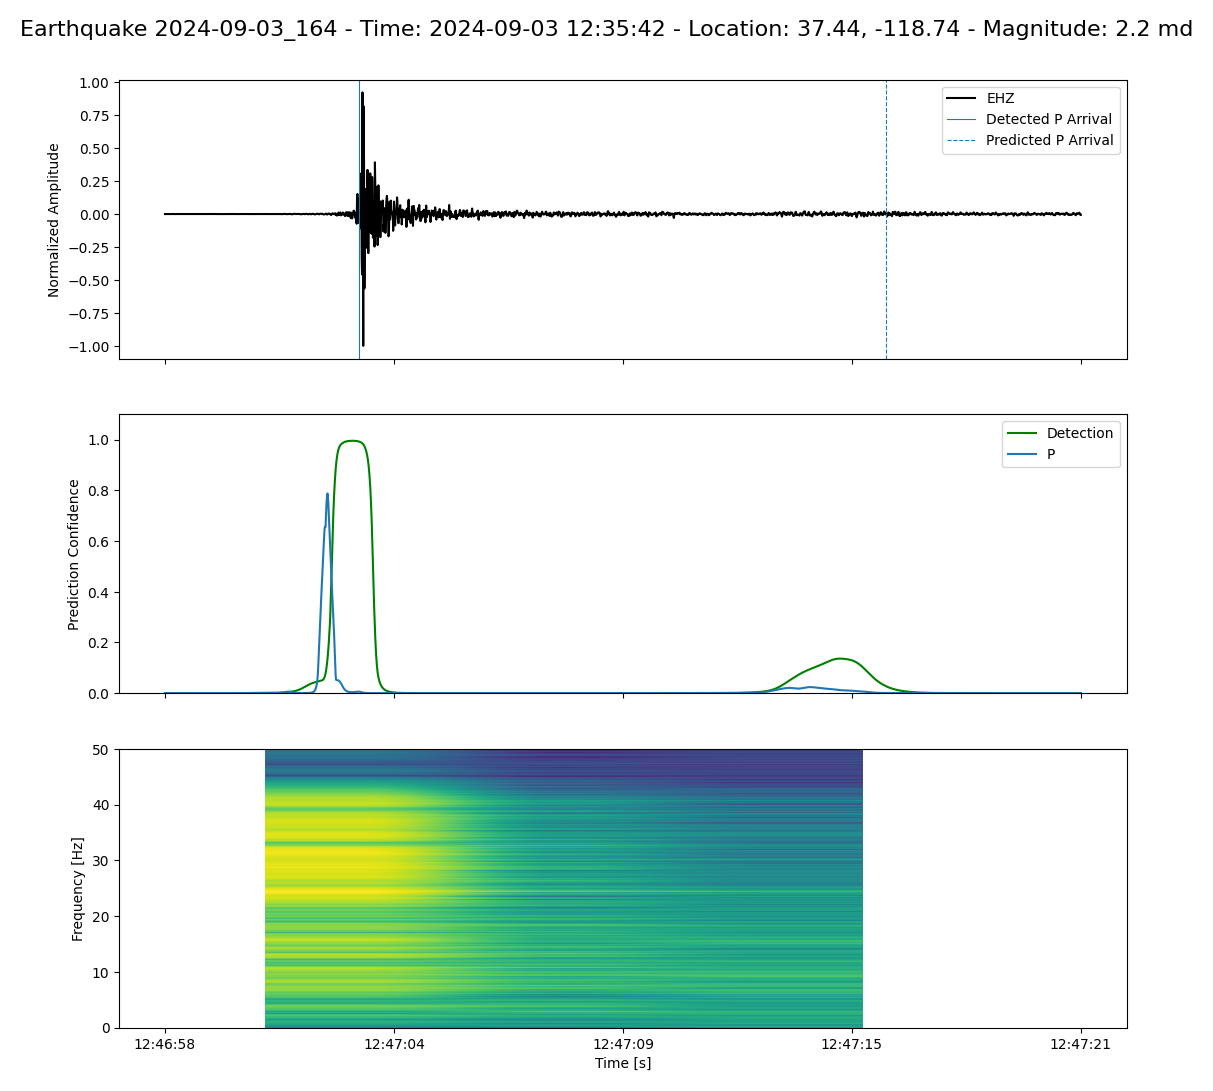 Earthquake 2024-09-03_164 - Time: 2024-09-03 12:35:42 - Location: 37.44, -118.74 - Magnitude: 2.2 md
1.00
0.75
0.50
0.25
0.00
−0.25
−0.50
−0.75
−1.00
Normalized Amplitude
EHZ
Detected P Arrival
Predicted P Arrival
1.0
0.8
0.6
0.4
0.2
0.0
Prediction Confidence
Detection
P
50
40
30
20
10
0
Frequency [Hz]
12:46:58
12:47:04
12:47:09
12:47:15
12:47:21
Time [s]